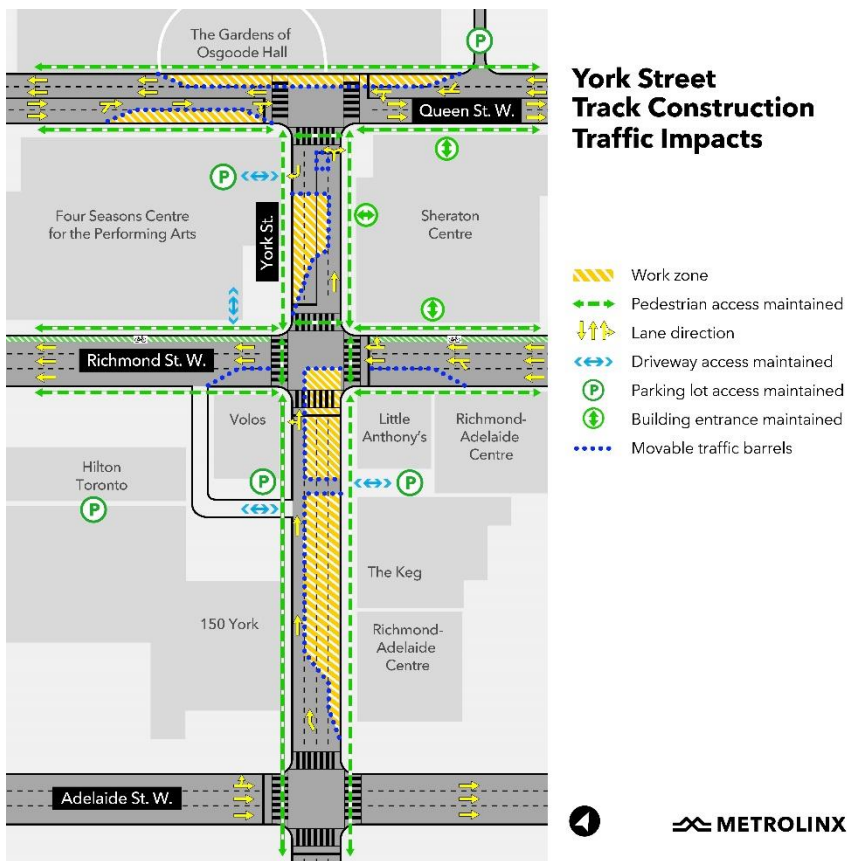 The Gardens of
Osgoode Hall
P
York Street
Track Construction
Traffic Impacts
Queen St. W.
P
Four Seasons Centre
for the Performing Arts
York St.
Sheraton
Centre
Work zone
Pedestrian access maintained
Lane direction
Driveway access maintained
P
Parking lot access maintained
Building entrance maintained
Movable traffic barrels
Richmond St. W.
Volos
Little
Anthony's
Richmond-
Adelaide
Centre
Hilton
Toronto
P
P
P
The Keg
150 York
Richmond-
Adelaide
Centre
Adelaide St. W.
METROLINX